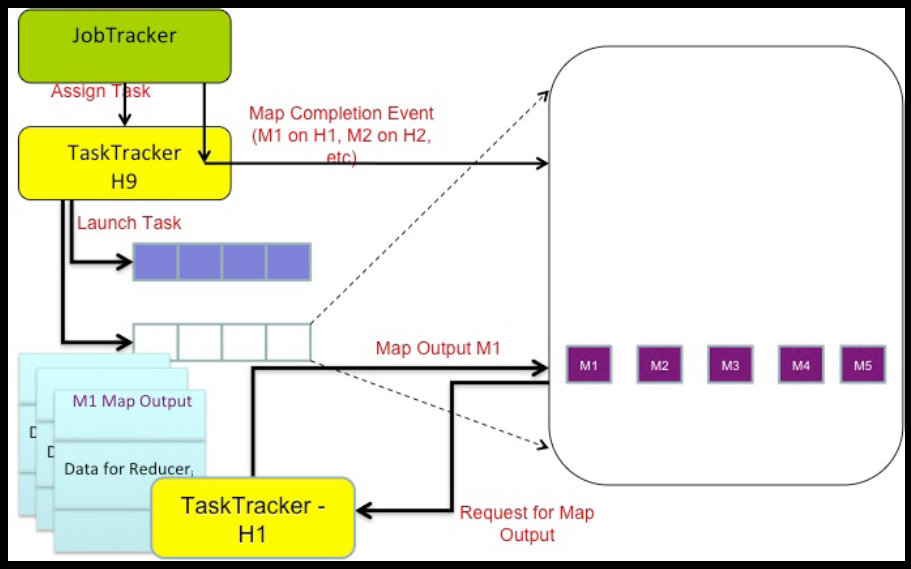 JobTracker
Assign Task
Map Completion Event
(M1 on H1, M2 on H2,
etc)
TaskTracker
H9
Launch Task
Map Output M1
M1
M2
M3
M4
M5
M1 Map Output
D
D
Data for Reducerⱼ
TaskTracker -
H1
Request for Map
Output